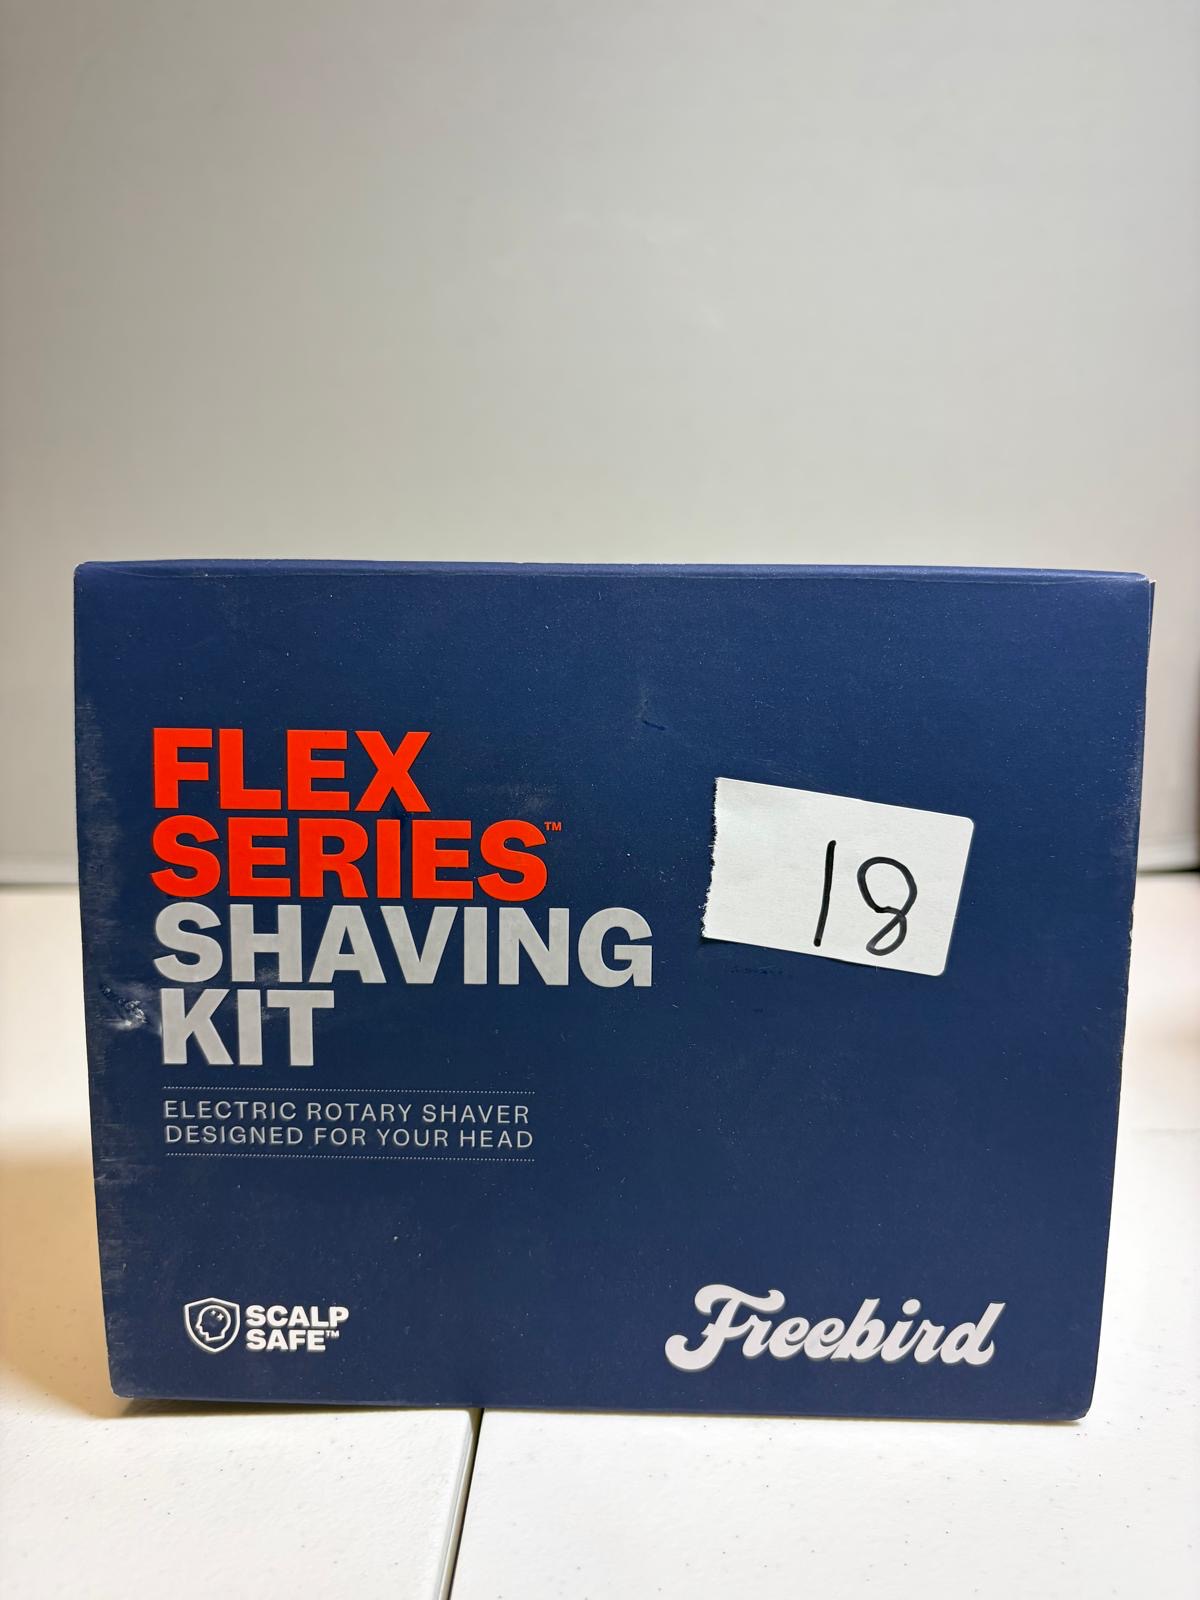 FLEX
SERIES™
SHAVING
KIT
18
ELECTRIC ROTARY SHAVER
DESIGNED FOR YOUR HEAD
SCALP
SAFE™
Freebird